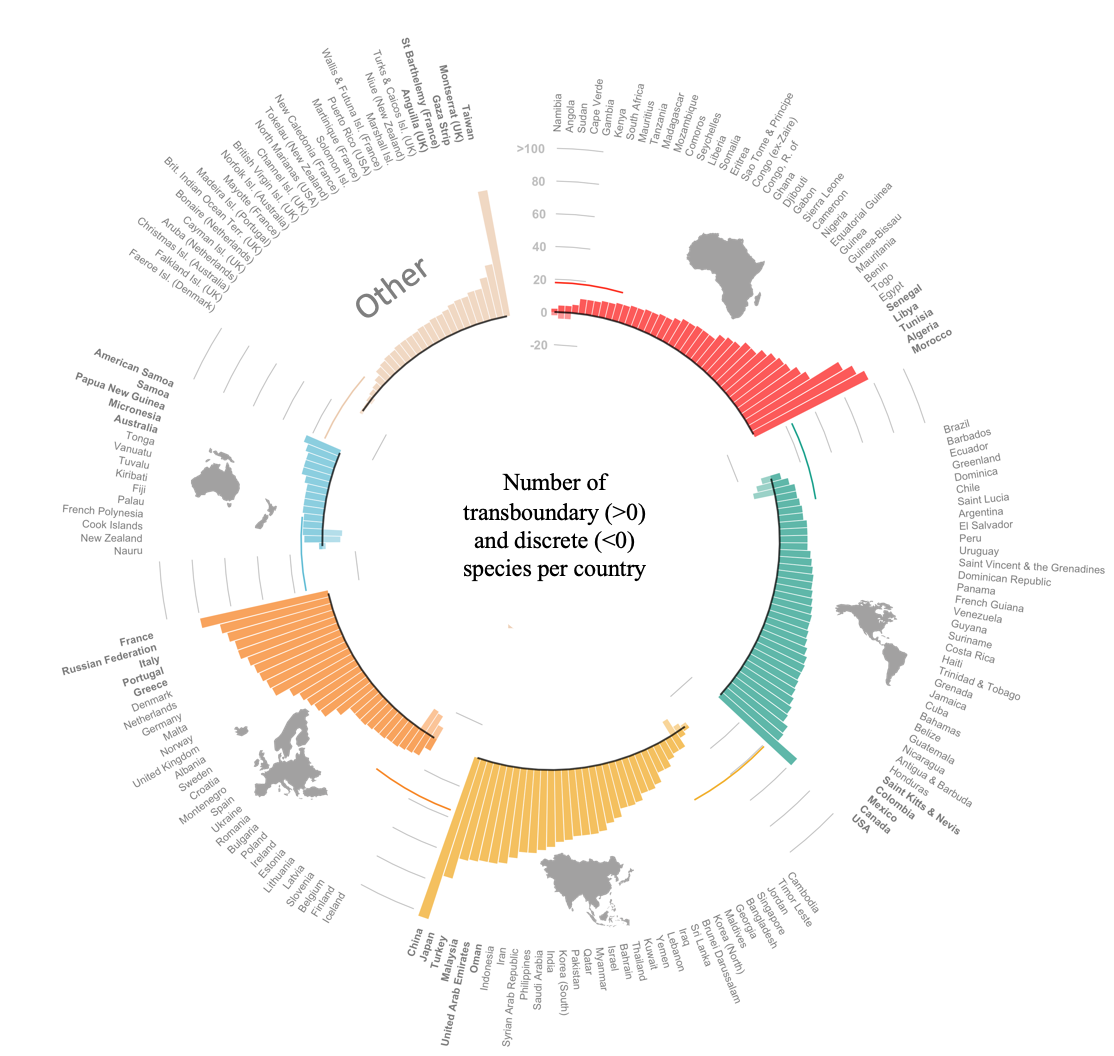 Number of
transboundary (>0)
and discrete (<0)
species per country
>100
80
60
40
20
0
-20
Namibia
Angola
Sudan
Cape Verde
Gambia
Kenya
South Africa
Mauritius
Tanzania
Madagascar
Mozambique
Comoros
Seychelles
Liberia
Somalia
Eritrea
Sao Tome & Principe
Congo (ex-Zaire)
Congo, R. of
Ghana
Djibouti
Gabon
Sierra Leone
Cameroon
Nigeria
Equatorial Guinea
Guinea
Guinea-Bissau
Mauritania
Benin
Togo
Egypt
Senegal
Libya
Tunisia
Algeria
Morocco
Brazil
Barbados
Ecuador
Greenland
Dominica
Chile
Saint Lucia
Argentina
El Salvador
Peru
Uruguay
Saint Vincent & the Grenadines
Dominican Republic
Panama
French Guiana
Venezuela
Guyana
Suriname
Costa Rica
Haiti
Trinidad & Tobago
Grenada
Jamaica
Cuba
Bahamas
Belize
Guatemala
Nicaragua
Antigua & Barbuda
Honduras
Saint Kitts & Nevis
Colombia
Mexico
Canada
USA
Cambodia
Timor Leste
Jordan
Singapore
Bangladesh
Georgia
Maldives
Korea (North)
Brunei Darussalam
Sri Lanka
Iraq
Lebanon
Yemen
Kuwait
Thailand
Bahrain
Israel
Myanmar
Qatar
Pakistan
Korea (South)
India
Saudi Arabia
Philippines
Syrian Arab Republic
Iran
Indonesia
Oman
United Arab Emirates
Malaysia
Turkey
Japan
China
Iceland
Finland
Belgium
Slovenia
Latvia
Lithuania
Estonia
Ireland
Poland
Bulgaria
Romania
Ukraine
Spain
Montenegro
Croatia
Sweden
Albania
United Kingdom
Norway
Malta
Germany
Netherlands
Denmark
Greece
Portugal
Italy
Russian Federation
France
Nauru
New Zealand
Cook Islands
French Polynesia
Palau
Fiji
Kiribati
Tuvalu
Vanuatu
Tonga
Australia
Micronesia
Papua New Guinea
Samoa
American Samoa
Other
Faeroe Isl. (Denmark)
Falkland Isl. (UK)
Christmas Isl. (Australia)
Aruba (Netherlands)
Cayman Isl. (UK)
Bonaire (Netherlands)
Brit. Indian Ocean Terr. (UK)
Madeira Isl. (Portugal)
Mayotte (France)
Norfolk Isl. (Australia)
British Virgin Isl. (UK)
Channel Isl. (UK)
North Marianas (USA)
Tokelau (New Zealand)
New Caledonia (France)
Solomon Isl.
Martinique (France)
Puerto Rico (USA)
Wallis & Futuna Isl. (France)
Marshall Isl.
Niue (New Zealand)
Turks & Caicos Isl. (UK)
Anguilla (UK)
St Barthelemy (France)
Gaza Strip
Montserrat (UK)
Taiwan